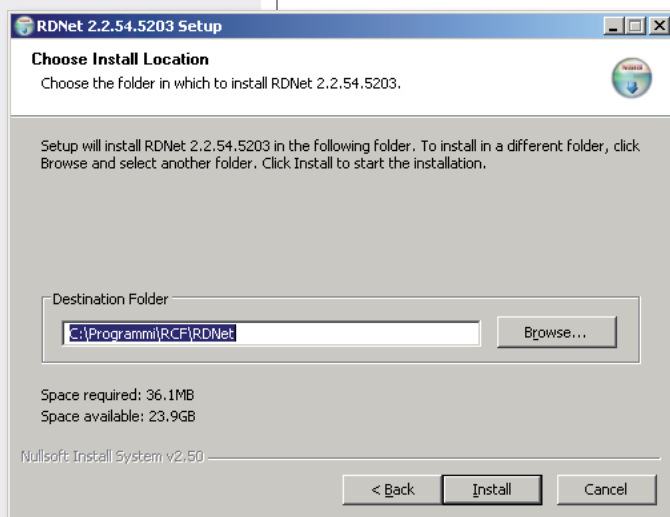 RDNet 2.2.54.5203 Setup
Choose Install Location
Choose the folder in which to install RDNet 2.2.54.5203.
Setup will install RDNet 2.2.54.5203 in the following folder. To install in a different folder, click
Browse and select another folder. Click Install to start the installation.
Destination Folder
C:\Programmi\RCF\RDNet
Browse...
Space required: 36.1MB
Space available: 23.9GB
Nullsoft Install System v2.50
< Back
Install
Cancel